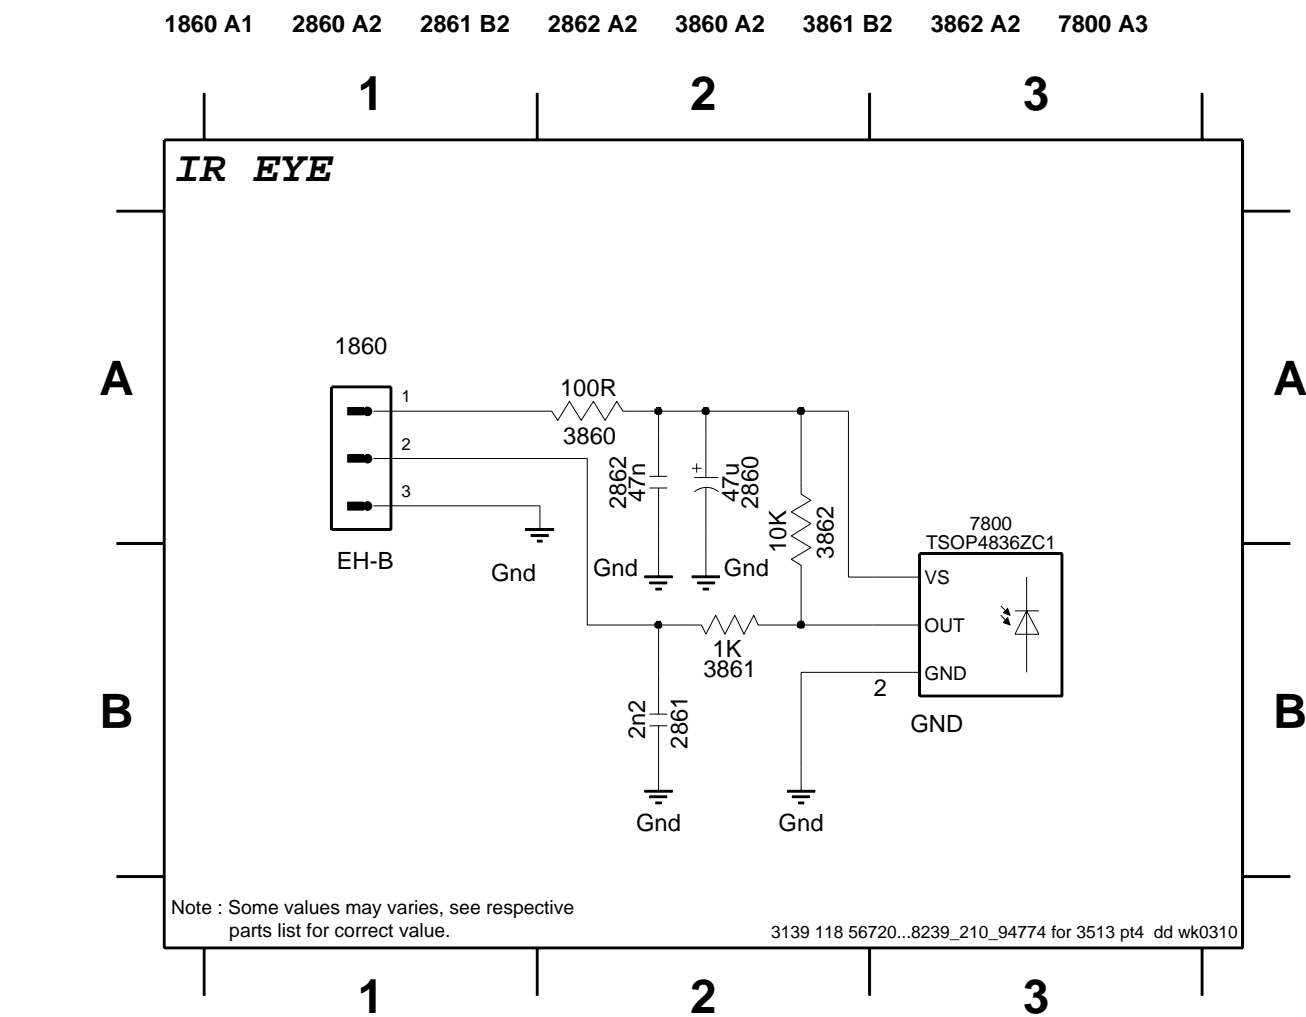 1860 A1 2860 A2 2861 B2 2862 A2 3860 A2 3861 B2 3862 A2 7800 A3
1 2 3
IR EYE
1860
A A
100R
1
3860
2
2862
47n
+
47u
2860
3
10K
3862
7800
TSOP4836ZC1
EH-B
Gnd
Gnd
Gnd
VS
OUT
1K
3861
GND
2
GND
B B
2n2
2861
Gnd
Gnd
Note : Some values may varies, see respective
parts list for correct value.
3139 118 56720...8239_210_94774 for 3513 pt4 dd wk0310
1 2 3